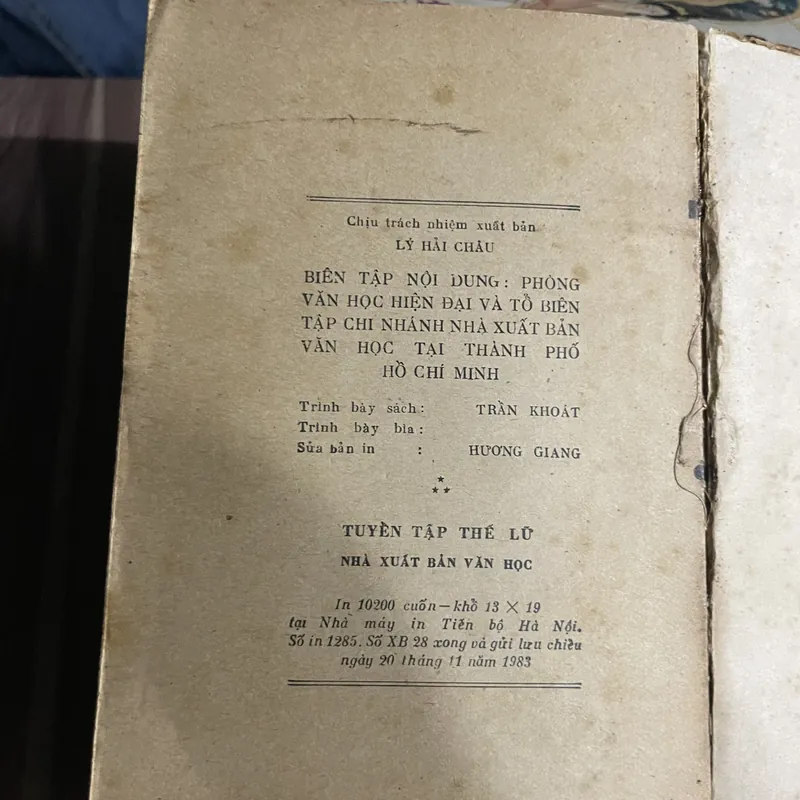 Chịu trách nhiệm xuất bản
LÝ HẢI CHÂU
BIÊN TẬP NỘI DUNG: PHÒNG
VĂN HỌC HIỆN ĐẠI VÀ TỔ BIÊN
TẬP CHI NHÁNH NHÀ XUẤT BẢN
VĂN HỌC TẠI THÀNH PHỐ
HỒ CHÍ MINH
Trình bày sách: TRẦN KHOÁT
Trình bày bìa:
Sửa bản in : HƯƠNG GIANG
TUYỂN TẬP THẾ LỮ
NHÀ XUẤT BẢN VĂN HỌC
In 10200 cuốn—khổ 13 × 19
tại Nhà máy in Tiến bộ Hà Nội.
Số in 1285. Số XB 28 xong và gửi lưu chiểu
ngày 20 tháng 11 năm 1983